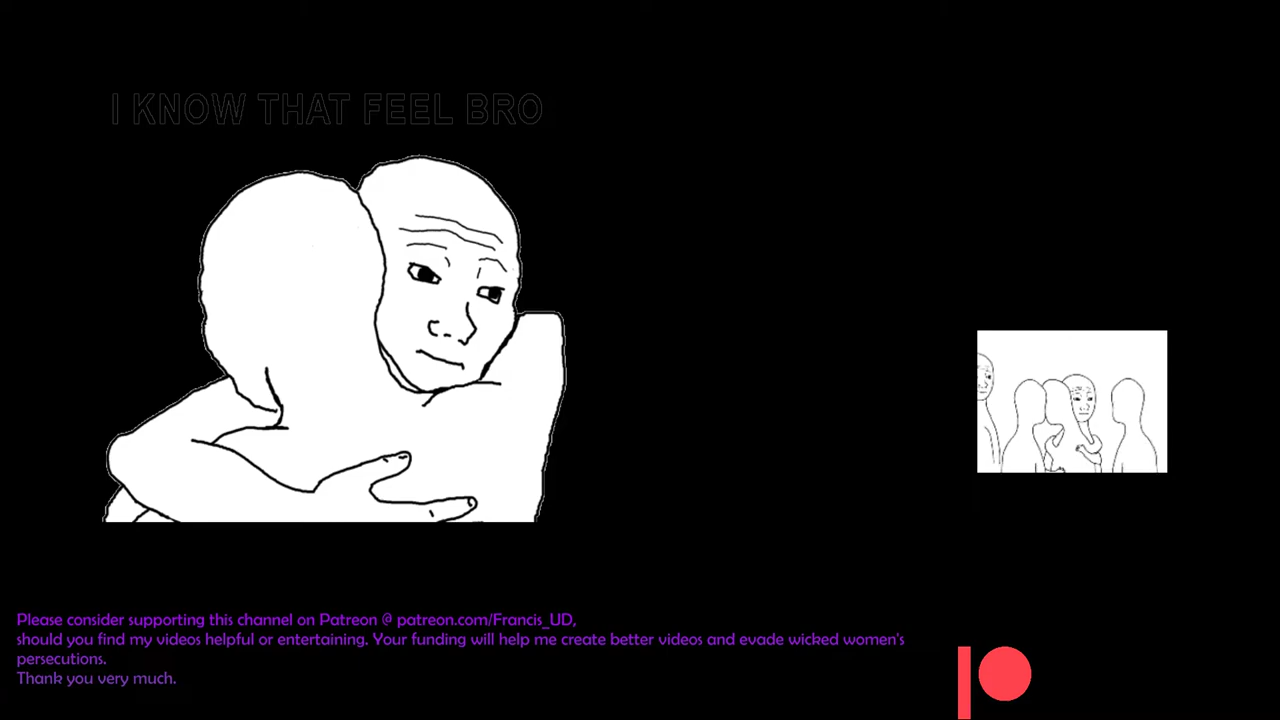 I KNOW THAT FEEL BRO
Please consider supporting this channel on Patreon @ patreon.com/Francis_UD,
should you find my videos helpful or entertaining. Your funding will help me create better videos and evade wicked women's
persecutions.
Thank you very much.